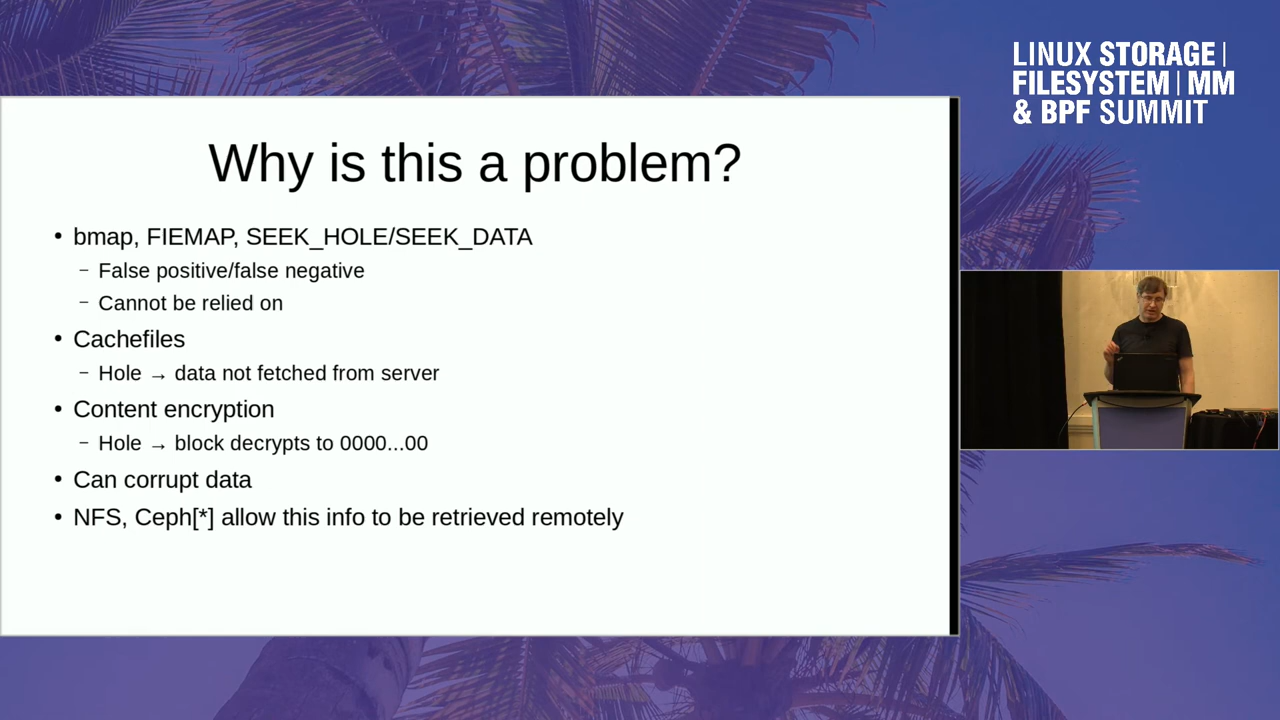 LINUX STORAGE |
FILESYSTEM | MM
& BPF SUMMIT
Why is this a problem?
• bmap, FIEMAP, SEEK_HOLE/SEEK_DATA
– False positive/false negative
– Cannot be relied on
• Cachefiles
– Hole → data not fetched from server
• Content encryption
– Hole → block decrypts to 0000...00
• Can corrupt data
• NFS, Ceph[*] allow this info to be retrieved remotely